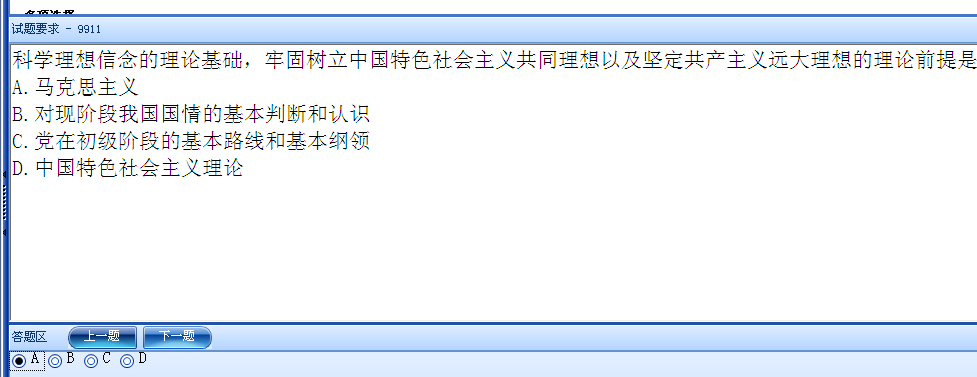 多项选择
试题要求 - 9911
科学理想信念的理论基础，牢固树立中国特色社会主义共同理想以及坚定共产主义远大理想的理论前提是
A.马克思主义
B.对现阶段我国国情的基本判断和认识
C.党在初级阶段的基本路线和基本纲领
D.中国特色社会主义理论
答题区 上一题 下一题
A B C D